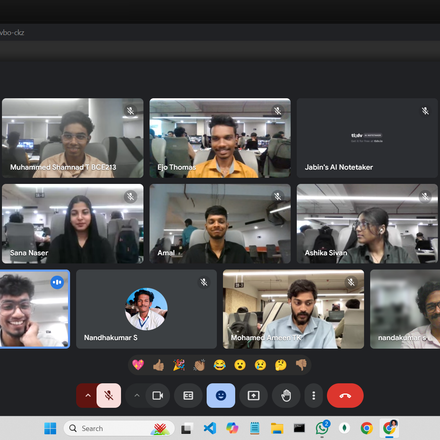 vbo-ckz
Muhammed Shamnad T BCE213
Ejo Thomas
tl;dv
Jabin's AI Notetaker
Sana Naser
Amal
Ashika Sivan
Nandhakumar S
Mohamed Ameen TK
nandakumar s
Search
2